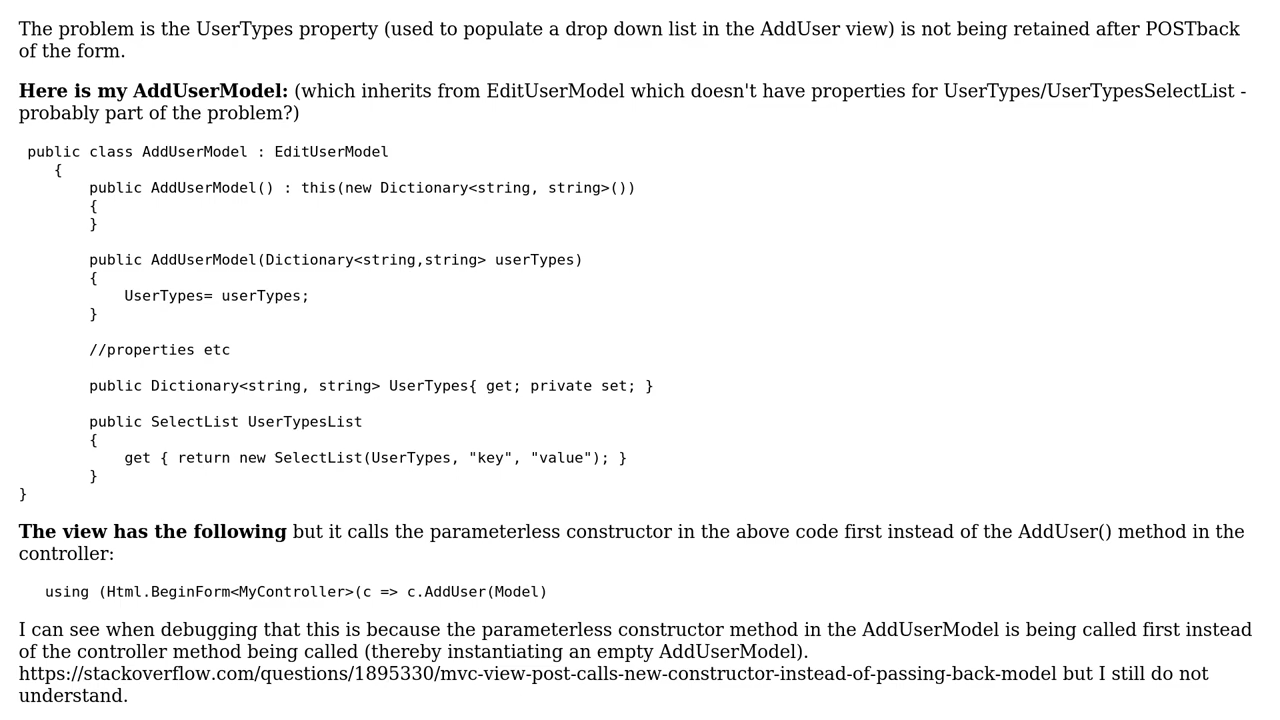 The problem is the UserTypes property (used to populate a drop down list in the AddUser view) is not being retained after POSTback
of the form.
Here is my AddUserModel: (which inherits from EditUserModel which doesn't have properties for UserTypes/UserTypesSelectList -
probably part of the problem?)
public class AddUserModel : EditUserModel
{
public AddUserModel() : this(new Dictionary<string, string>())
{
}
public AddUserModel(Dictionary<string,string> userTypes)
{
UserTypes= userTypes;
}
//properties etc
public Dictionary<string, string> UserTypes{ get; private set; }
public SelectList UserTypesList
{
get { return new SelectList(UserTypes, "key", "value"); }
}
}
The view has the following but it calls the parameterless constructor in the above code first instead of the AddUser() method in the
controller:
using (Html.BeginForm<MyController>(c => c.AddUser(Model)
I can see when debugging that this is because the parameterless constructor method in the AddUserModel is being called first instead
of the controller method being called (thereby instantiating an empty AddUserModel).
https://stackoverflow.com/questions/1895330/mvc-view-post-calls-new-constructor-instead-of-passing-back-model but I still do not
understand.